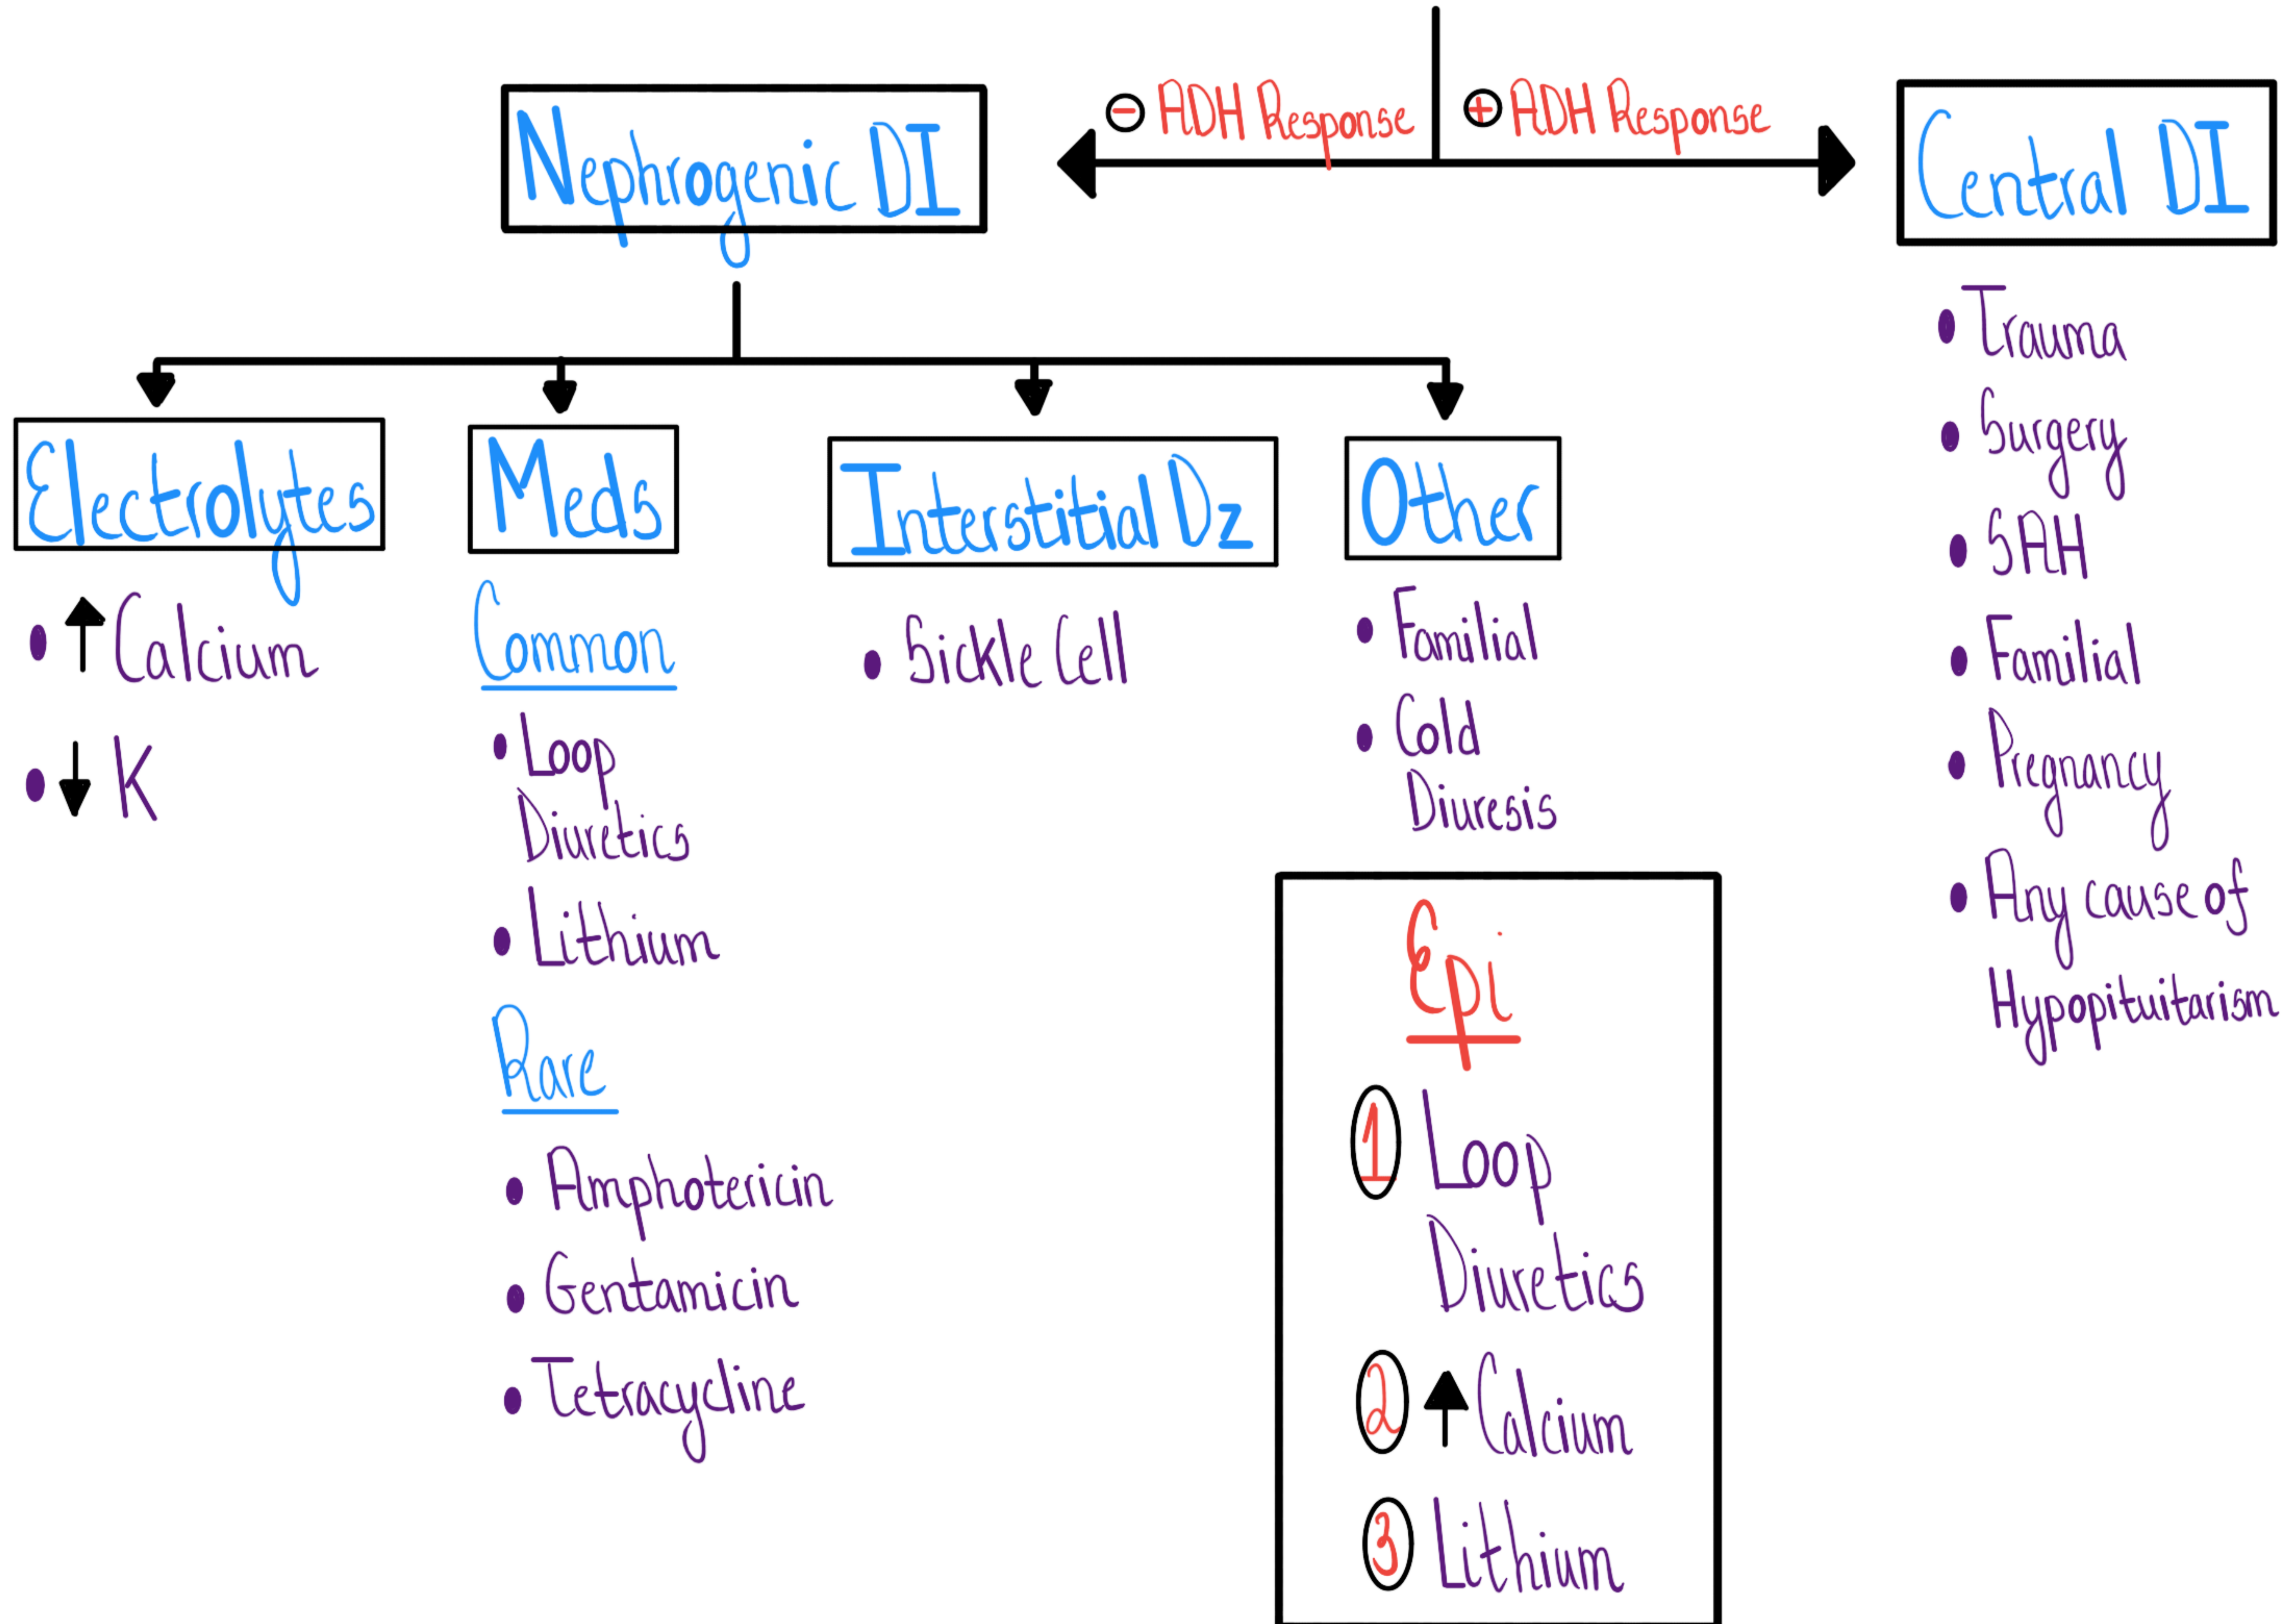 ⊖ ADH Response
⊕ ADH Response
Nephrogenic DI
Central DI
• Trauma
• Surgery
• SAH
• Familial
• Pregnancy
• Any cause of
Hypopituitarism
Electrolytes
• ↑ Calcium
• ↓ K
Meds
Common
• Loop
Diuretics
• Lithium
Rare
• Amphotericin
• Gentamicin
• Tetracycline
Interstitial Dz
• Sickle Cell
Other
• Familial
• Cold
Diuresis
Epi
1 Loop
Diuretics
2 ↑ Calcium
3 Lithium